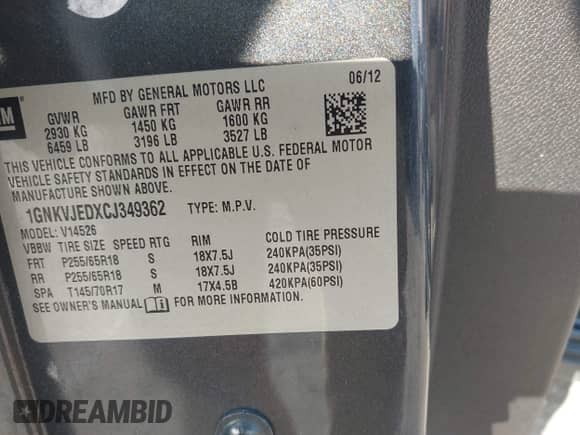 GM
MFD BY GENERAL MOTORS LLC 06/12
GVWR GAWR FRT GAWR RR
2930 KG 1450 KG 1600 KG
6459 LB 3196 LB 3527 LB
THIS VEHICLE CONFORMS TO ALL APPLICABLE U.S. FEDERAL MOTOR
VEHICLE SAFETY STANDARDS IN EFFECT ON THE DATE OF
MANUFACTURE SHOWN ABOVE.
1GNKVJEDXCJ349362 TYPE: M.P.V.
MODEL: V14526
VBBW TIRE SIZE SPEED RTG RIM COLD TIRE PRESSURE
FRT P255/65R18 S 18X7.5J 240KPA(35PSI)
RR P255/65R18 S 18X7.5J 240KPA(35PSI)
SPA T145/70R17 M 17X4.5B 420KPA(60PSI)
SEE OWNER'S MANUAL i FOR MORE INFORMATION.
DREAMBID